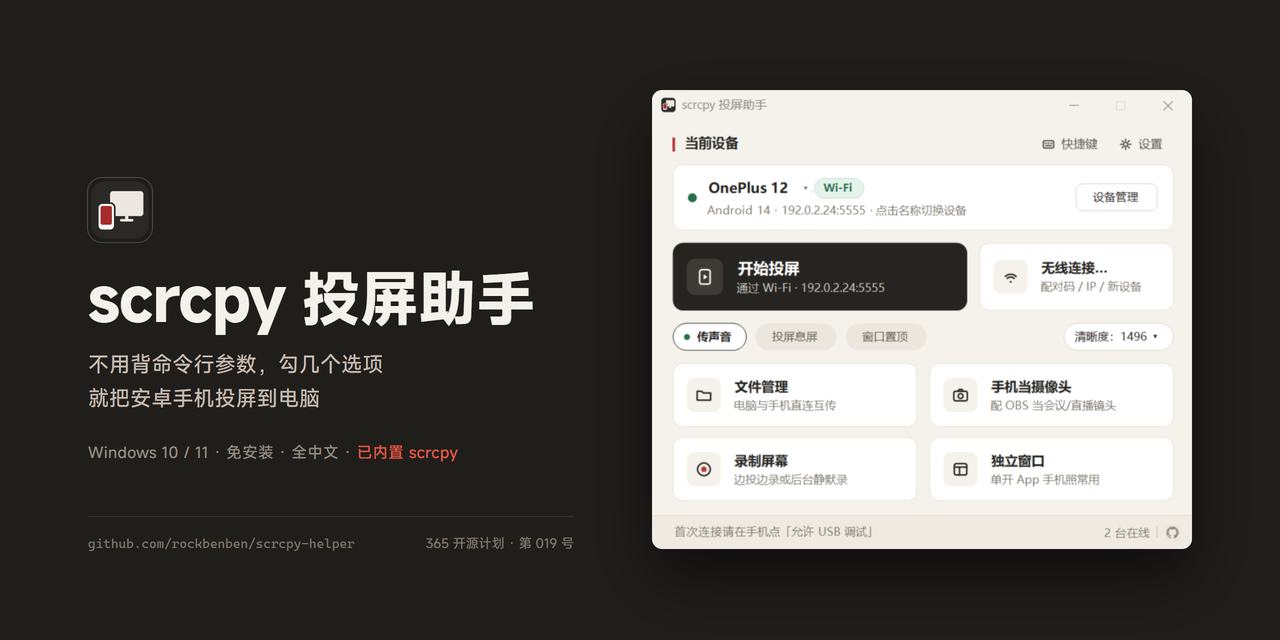 scrcpy 投屏助手
不用背命令行参数，勾几个选项
就把安卓手机投屏到电脑
Windows 10 / 11 · 免安装 · 全中文 · 已内置 scrcpy
github.com/rockbenben/scrcpy-helper
365 开源计划 · 第 019 号
scrcpy 投屏助手
当前设备
快捷键
设置
OnePlus 12
Wi-Fi
Android 14 · 192.0.2.24:5555 · 点击名称切换设备
设备管理
开始投屏
通过 Wi-Fi · 192.0.2.24:5555
无线连接...
配对码 / IP / 新设备
传声音
投屏息屏
窗口置顶
清晰度：1496
文件管理
电脑与手机直连互传
手机当摄像头
配 OBS 当会议/直播镜头
录制屏幕
边投边录或后台静默录
独立窗口
单开 App 手机照常用
首次连接请在手机点「允许 USB 调试」
2 台在线